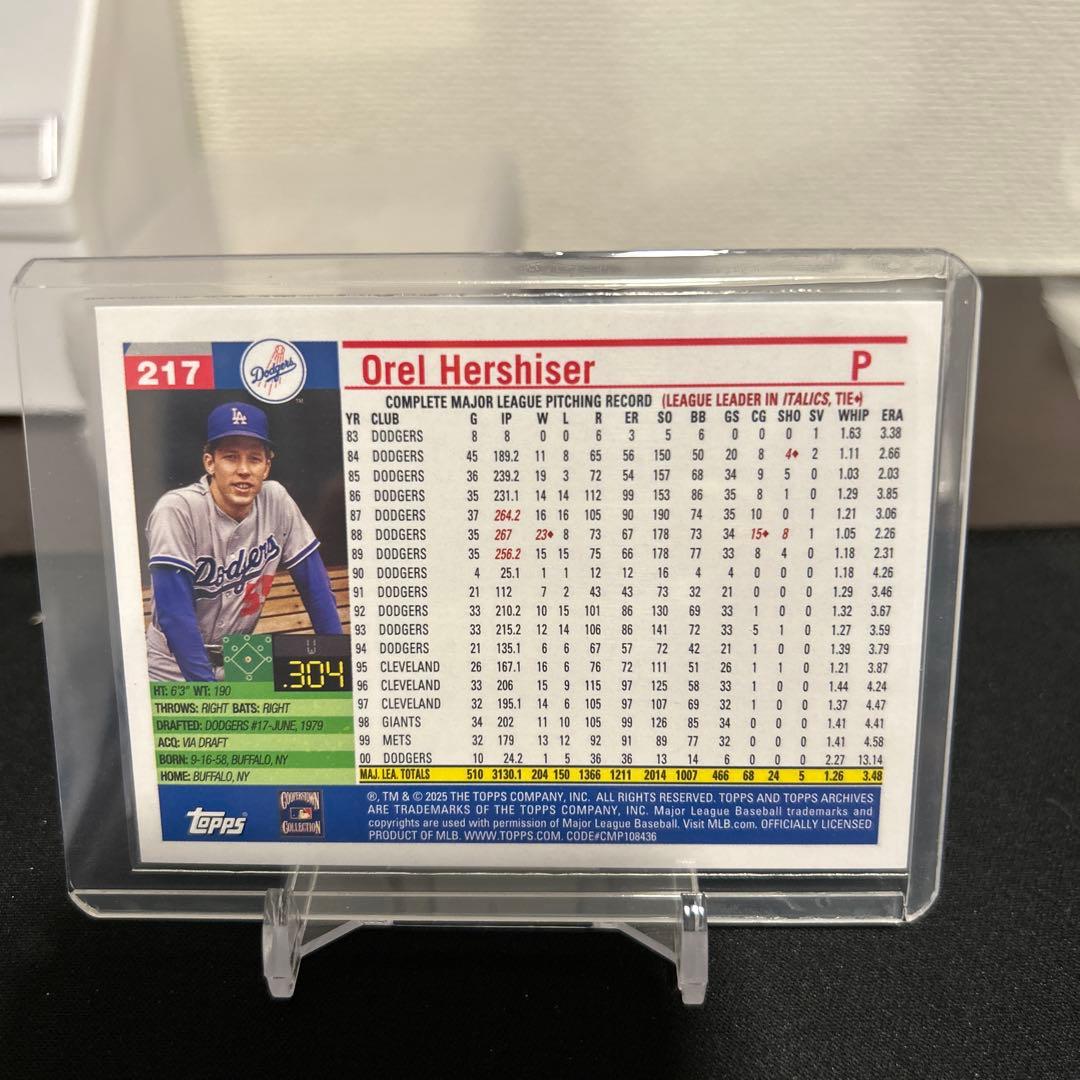 217
Dodgers
TM
Orel Hershiser P
COMPLETE MAJOR LEAGUE PITCHING RECORD (LEAGUE LEADER IN ITALICS, TIE♦)
YR CLUB G IP W L R ER SO BB GS CG SHO SV WHIP ERA
83 DODGERS 8 8 0 0 6 3 5 6 0 0 0 1 1.63 3.38
84 DODGERS 45 189.2 11 8 65 56 150 50 20 8 4♦ 2 1.11 2.66
85 DODGERS 36 239.2 19 3 72 54 157 68 34 9 5 0 1.03 2.03
86 DODGERS 35 231.1 14 14 112 99 153 86 35 8 1 0 1.29 3.85
87 DODGERS 37 264.2 16 16 105 90 190 74 35 10 0 1 1.21 3.06
88 DODGERS 35 267 23♦ 8 73 67 178 73 34 15♦ 8 1 1.05 2.26
89 DODGERS 35 256.2 15 15 75 66 178 77 33 8 4 0 1.18 2.31
90 DODGERS 4 25.1 1 1 12 12 16 4 4 0 0 0 1.18 4.26
91 DODGERS 21 112 7 2 43 43 73 32 21 0 0 0 1.29 3.46
92 DODGERS 33 210.2 10 15 101 86 130 69 33 1 0 0 1.32 3.67
93 DODGERS 33 215.2 12 14 106 86 141 72 33 5 1 0 1.27 3.59
94 DODGERS 21 135.1 6 6 67 57 72 42 21 1 0 0 1.39 3.79
95 CLEVELAND 26 167.1 16 6 76 72 111 51 26 1 1 0 1.21 3.87
96 CLEVELAND 33 206 15 9 115 97 125 58 33 1 0 0 1.44 4.24
97 CLEVELAND 32 195.1 14 6 105 97 107 69 32 1 0 0 1.37 4.47
98 GIANTS 34 202 11 10 105 99 126 85 34 0 0 0 1.41 4.41
99 METS 32 179 13 12 92 91 89 77 32 0 0 0 1.41 4.58
00 DODGERS 10 24.2 1 5 36 36 13 14 6 0 0 0 2.27 13.14
MAJ. LEA. TOTALS 510 3130.1 204 150 1366 1211 2014 1007 466 68 24 5 1.26 3.48
LA
Dodgers
.304
HT: 6'3" WT: 190
THROWS: RIGHT BATS: RIGHT
DRAFTED: DODGERS #17-JUNE, 1979
ACQ: VIA DRAFT
BORN: 9-16-58, BUFFALO, NY
HOME: BUFFALO, NY
topps
COOPERSTOWN
COLLECTION
®, TM & © 2025 THE TOPPS COMPANY, INC. ALL RIGHTS RESERVED. TOPPS AND TOPPS ARCHIVES
ARE TRADEMARKS OF THE TOPPS COMPANY, INC. Major League Baseball trademarks and
copyrights are used with permission of Major League Baseball. Visit MLB.com. OFFICIALLY LICENSED
PRODUCT OF MLB. WWW.TOPPS.COM. CODE#CMP108436